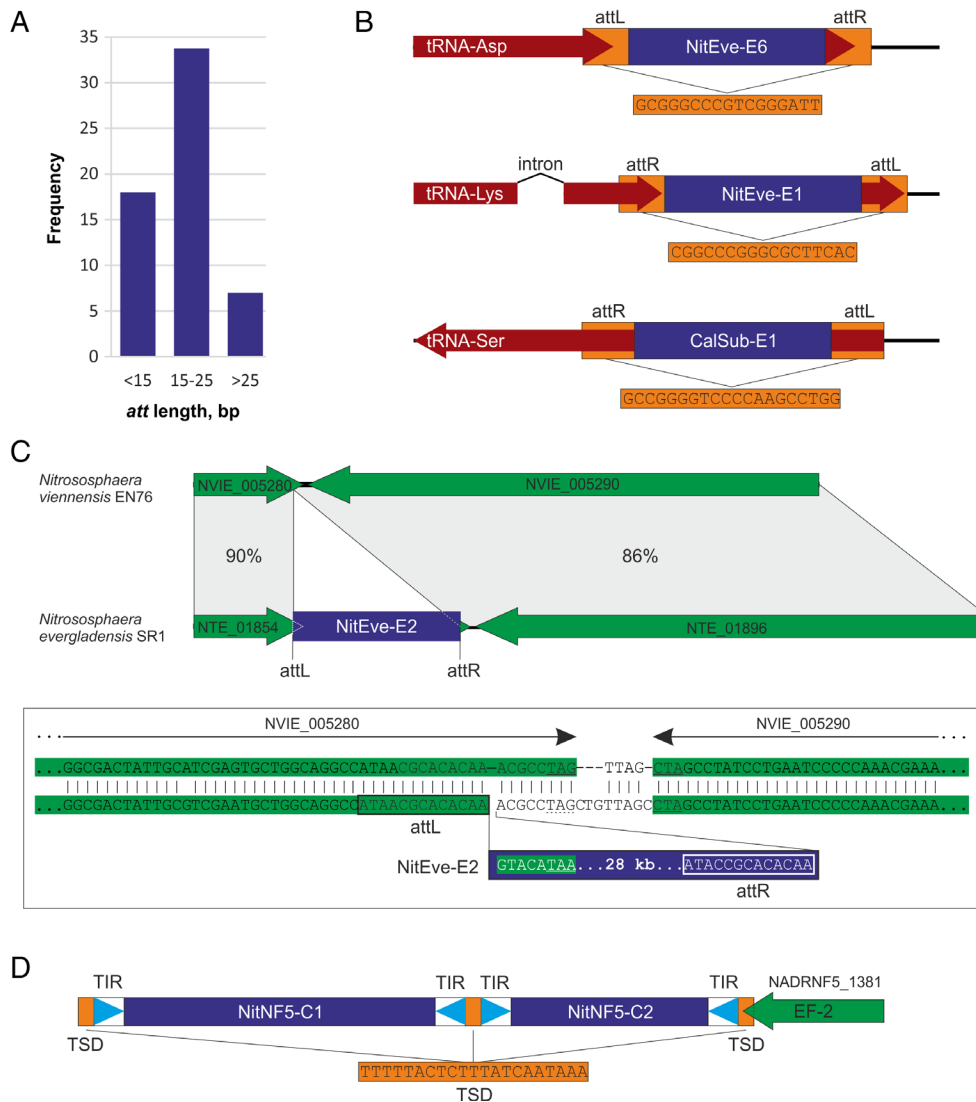 A
Frequency
40
35
30
25
20
15
10
5
0
<15 15-25 >25
att length, bp
B
attL attR
tRNA-Asp NitEve-E6
GCGGGCCCGTCGGGATT
intron attR attL
tRNA-Lys NitEve-E1
CGGCCCGGGCGCTTCAC
attR attL
tRNA-Ser CalSub-E1
GCCGGGGTCCCCAAGCCTGG
C
Nitrososphaera
viennensis EN76
NVIE_005280 NVIE_005290
90% 86%
Nitrososphaera
evergladensis SR1
NTE_01854 NitEve-E2 NTE_01896
attL attR
NVIE_005280 NVIE_005290
... ...
...GGCGACTATTGCATCGAGTGCTGGCAGGCCATAACGCACACAA–ACGCCTAG---TTAG-CTAGCCTATCCTGAATCCCCCAAACGAAA...
...GGCGACTATTGCGTCGAATGCTGGCAGGCCATAACGCACACAA ACGCCTAGCTGTTAGCCTAGCCTATCCTGAATCCCCCAAACGAAA...
attL
NitEve-E2 GTACATAA...28 kb...ATACCGCACACAA
attR
D
TIR TIR TIR TIR NADRNF5_1381
NitNF5-C1 NitNF5-C2 EF-2
TSD TSD
TTTTTACTCTTTATCAATAAA
TSD